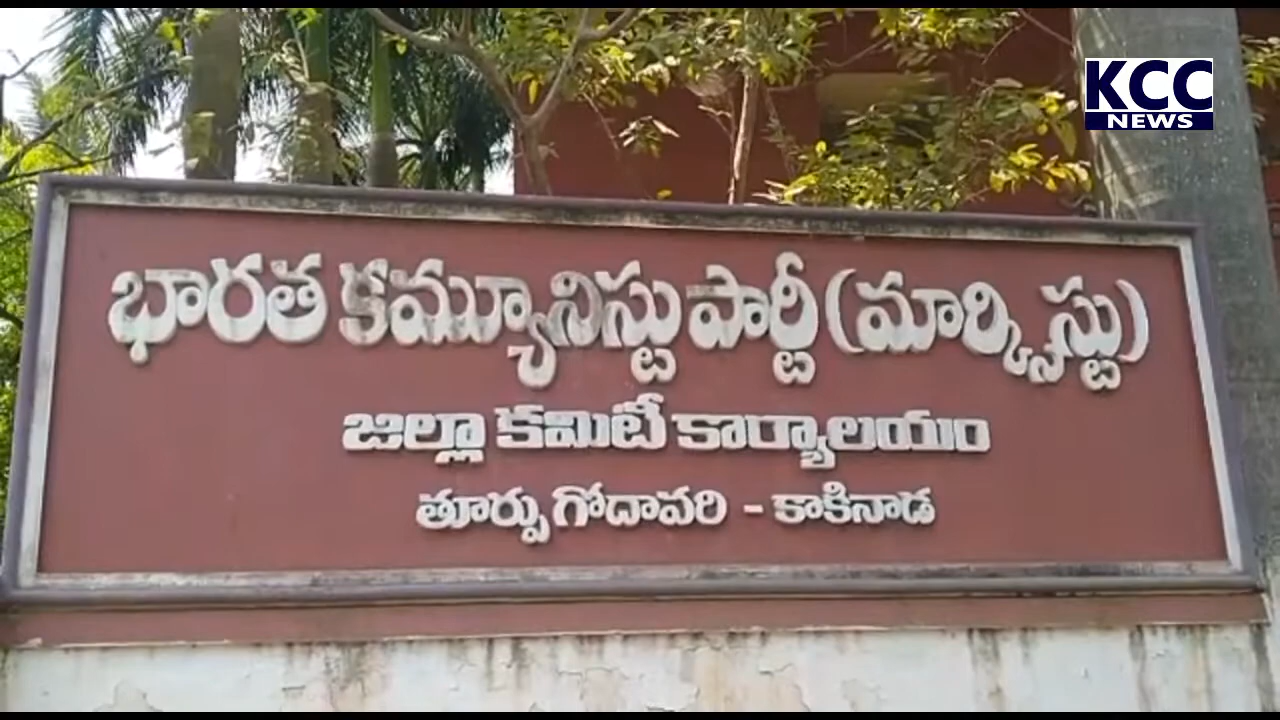 KCC
NEWS
భారత కమ్యూనిస్టు పార్టీ (మార్క్సిస్టు)
జిల్లా కమిటీ కార్యాలయం
తూర్పు గోదావరి - కాకినాడ